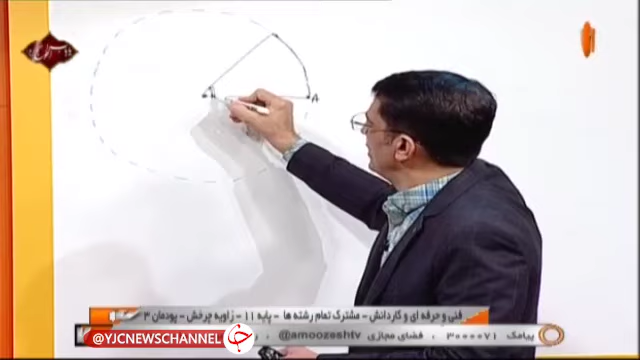 A
فنی و حرفه ای و کاردانش - مشترک تمام رشته ها - پایه ۱۱ - زاویه چرخش - پودمان ۳
پیامک ۳۰۰۰۰۷۱ فضای مجازی @amoozeshtv
@YJCNEWSCHANNEL